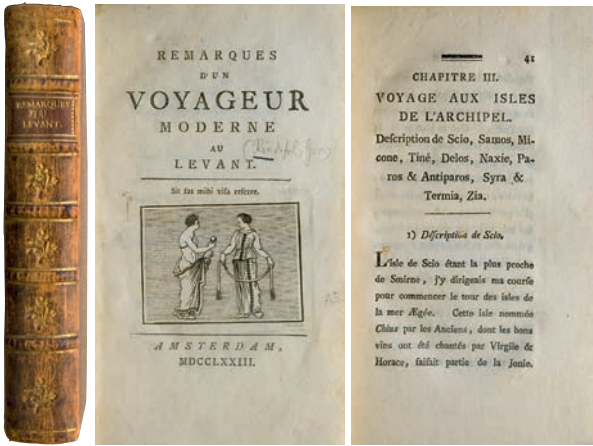 REMARQUES
LEVANT.
REMARQUES
D'UN
VOYAGEUR
MODERNE
AU
LEVANT.
Sit fas mihi visa referre.
AMSTERDAM,
MDCCLXXIII.
41
CHAPITRE III.
VOYAGE AUX ISLES
DE L'ARCHIPEL.
Description de Scio, Samos, Mi-
cone, Tiné, Delos, Naxie, Pa-
ros & Antiparos, Syra &
Termia, Zia.
1) Description de Scio.
L'isle de Scio étant la plus proche
de Smirne, j'y dirigeais ma course
pour commencer le tour des isles de
la mer Ægée. Cette isle nommée
Chius par les Anciens, dont les bons
vins ont été chantés par Virgile &
Horace, faisait partie de la Jonie.